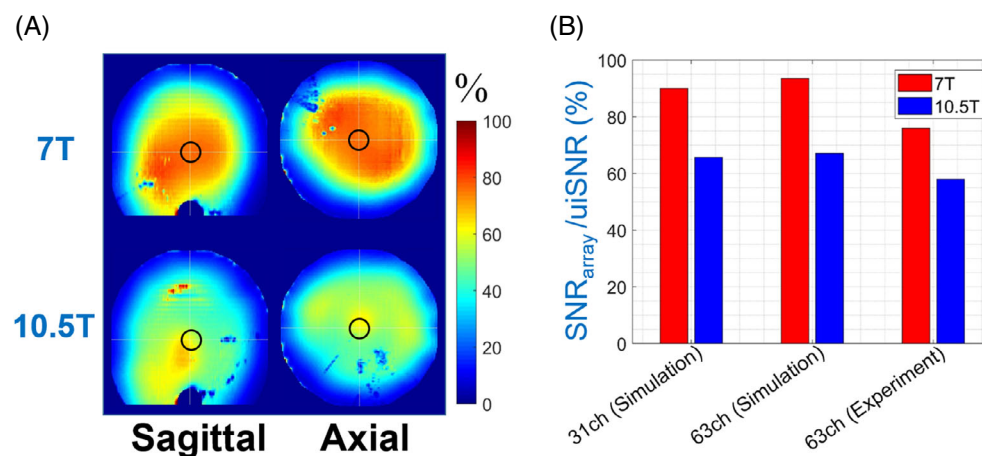 (A)
%
7T
10.5T
100
80
60
40
20
0
Sagittal
Axial
(B)
SNRarray/uiSNR (%)
100
80
60
40
20
0
7T
10.5T
31ch (Simulation)
63ch (Simulation)
63ch (Experiment)